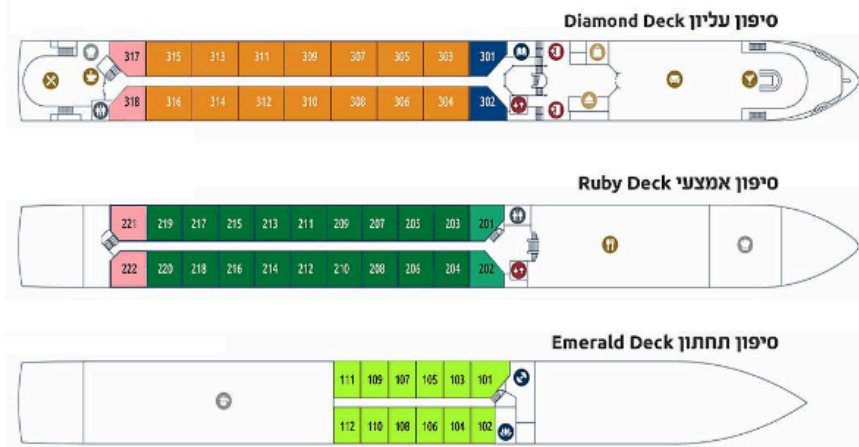 סיפון עליון Diamond Deck
317 315 313 311 309 307 305 303 301
318 316 314 312 310 308 306 304 302
סיפון אמצעי Ruby Deck
221 219 217 215 213 211 209 207 205 203 201
222 220 218 216 214 212 210 208 206 204 202
סיפון תחתון Emerald Deck
111 109 107 105 103 101
112 110 108 106 104 102